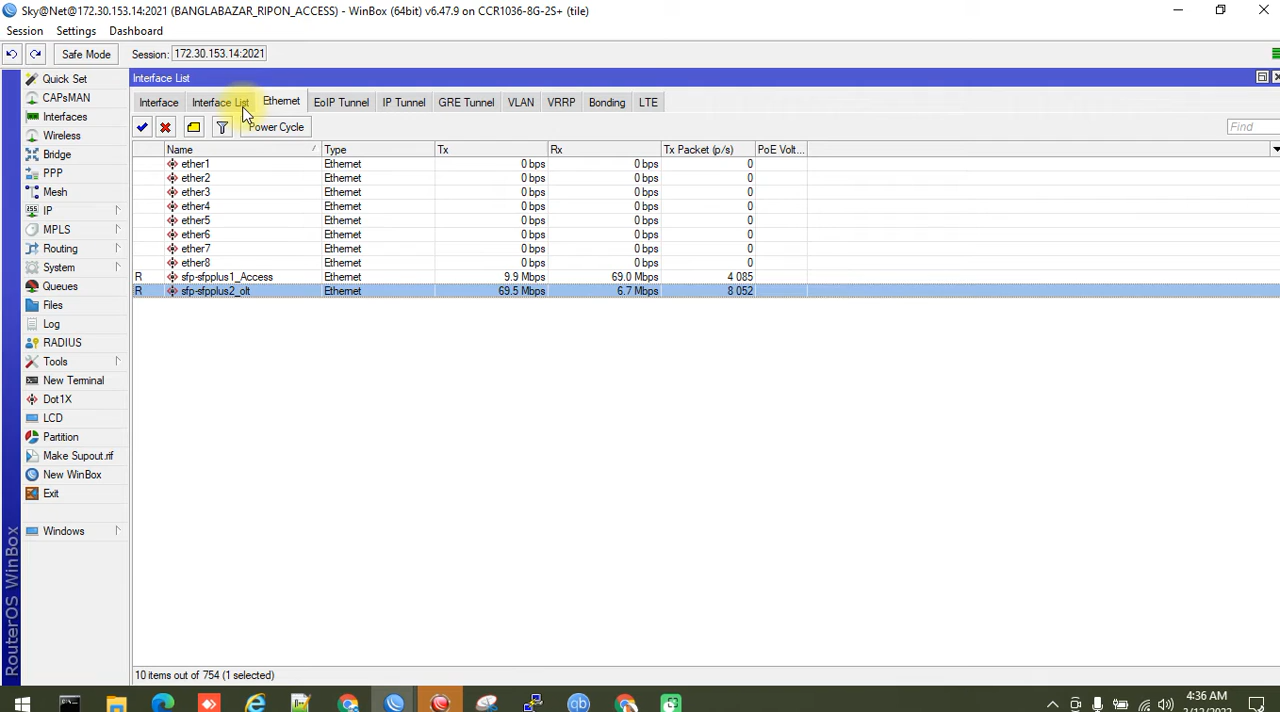 Sky@Net@172.30.153.14:2021 (BANGLABAZAR_RIPON_ACCESS) - WinBox (64bit) v6.47.9 on CCR1036-8G-2S+ (tile)
Session Settings Dashboard
Safe Mode Session: 172.30.153.14:2021
Quick Set
CAPsMAN
Interfaces
Wireless
Bridge
PPP
Mesh
IP
MPLS
Routing
System
Queues
Files
Log
RADIUS
Tools
New Terminal
Dot1X
LCD
Partition
Make Supout.rif
New WinBox
Exit
Windows
RouterOS WinBox
Interface List
Interface Interface List Ethernet EoIP Tunnel IP Tunnel GRE Tunnel VLAN VRRP Bonding LTE
Power Cycle Find
Name / Type Tx Rx Tx Packet (p/s) PoE Volt...
ether1 Ethernet 0 bps 0 bps 0
ether2 Ethernet 0 bps 0 bps 0
ether3 Ethernet 0 bps 0 bps 0
ether4 Ethernet 0 bps 0 bps 0
ether5 Ethernet 0 bps 0 bps 0
ether6 Ethernet 0 bps 0 bps 0
ether7 Ethernet 0 bps 0 bps 0
ether8 Ethernet 0 bps 0 bps 0
R sfp-sfpplus1_Access Ethernet 9.9 Mbps 69.0 Mbps 4 085
R sfp-sfpplus2_olt Ethernet 69.5 Mbps 6.7 Mbps 8 052
10 items out of 754 (1 selected)
4:36 AM